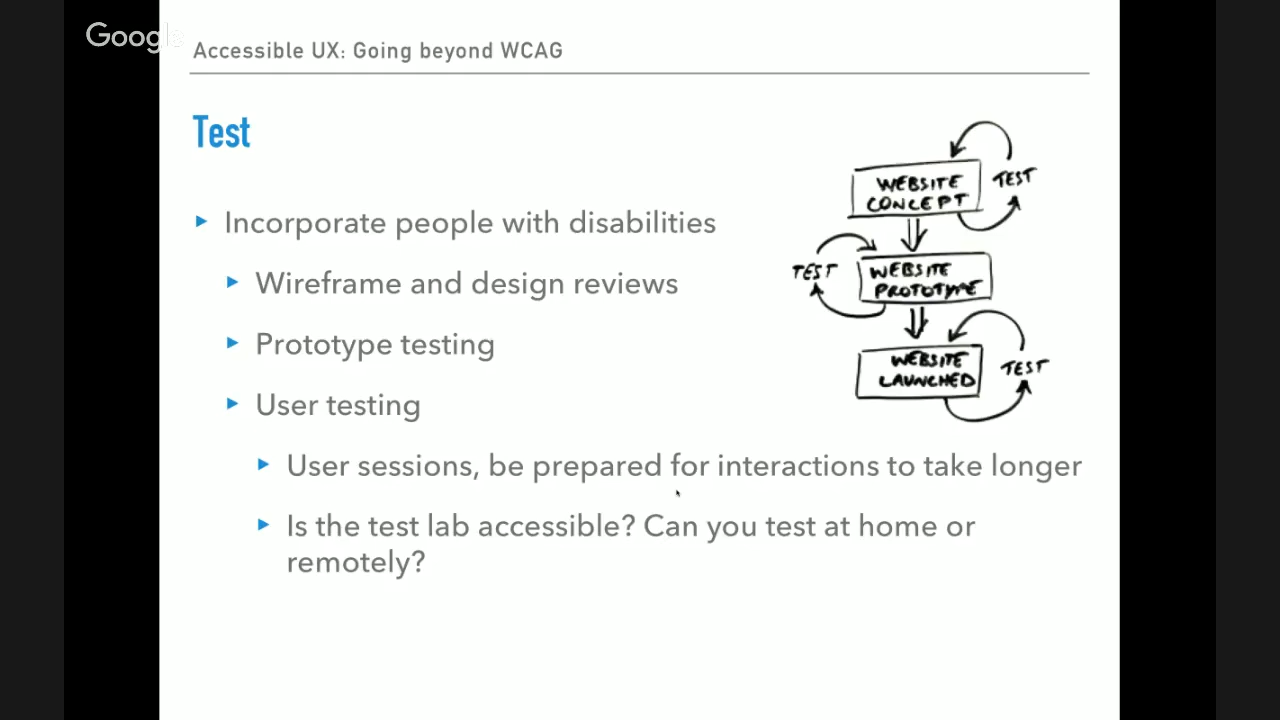 Google
Accessible UX: Going beyond WCAG
Test
Incorporate people with disabilities
Wireframe and design reviews
Prototype testing
User testing
User sessions, be prepared for interactions to take longer
Is the test lab accessible? Can you test at home or
remotely?
WEBSITE
CONCEPT
TEST
TEST
WEBSITE
PROTOTYPE
WEBSITE
LAUNCHED
TEST